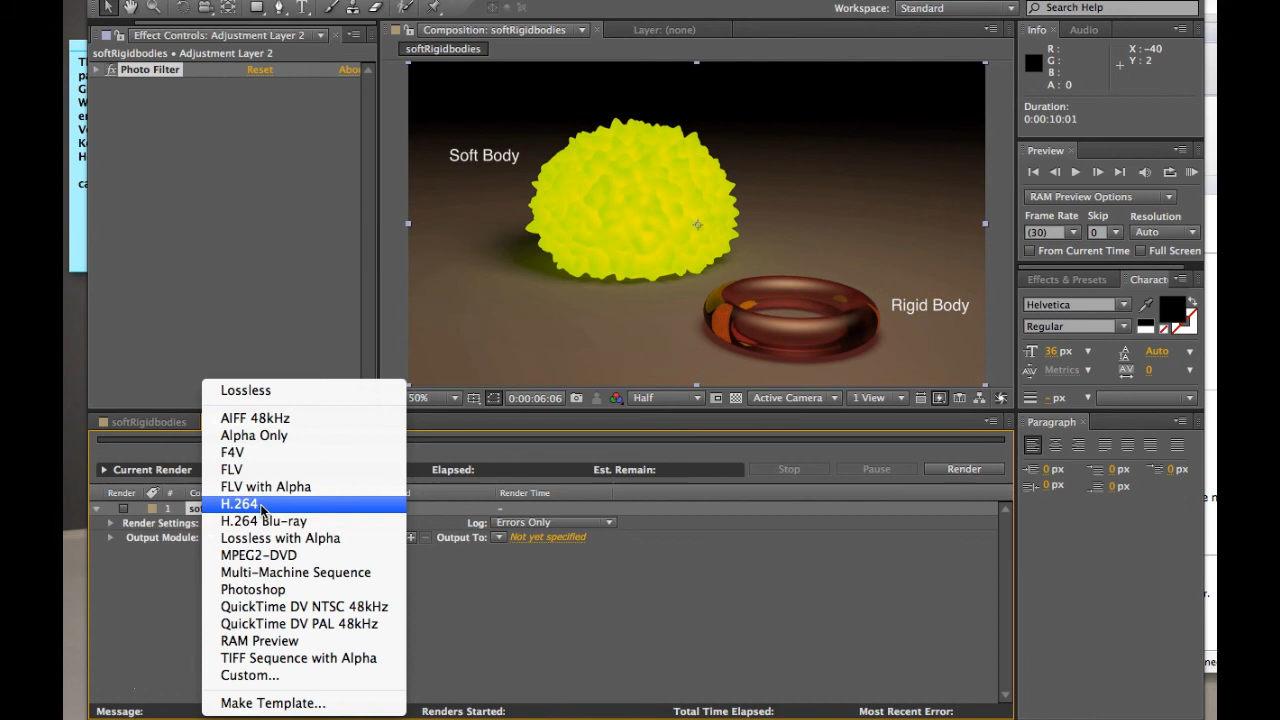 Workspace: Standard
Search Help
Effect Controls: Adjustment Layer 2
Composition: softRigidbodies
Layer: (none)
Info
Audio
softRigidbodies • Adjustment Layer 2
softRigidbodies
fx Photo Filter Reset Abo
R :
G :
B :
A : 0
X : -40
Y : 2
Duration:
0:00:10:01
Soft Body
Rigid Body
Preview
RAM Preview Options
Frame Rate Skip Resolution
(30) 0 Auto
From Current Time Full Screen
Effects & Presets Charact
Helvetica
Regular
36 px Auto
Metrics 0
- px
50% 0:00:06:06 Half Active Camera 1 View
softRigidbodies
Paragraph
0 px 0 px 0 px
0 px 0 px
Current Render Elapsed: Est. Remain: Stop Pause Render
Render # Co Render Time
1 so -
Render Settings: Log: Errors Only
Output Module: Output To: Not yet specified
Lossless
AIFF 48kHz
Alpha Only
F4V
FLV
FLV with Alpha
H.264
H.264 Blu-ray
Lossless with Alpha
MPEG2-DVD
Multi-Machine Sequence
Photoshop
QuickTime DV NTSC 48kHz
QuickTime DV PAL 48kHz
RAM Preview
TIFF Sequence with Alpha
Custom...
Make Template...
Message: Renders Started: Total Time Elapsed: Most Recent Error: